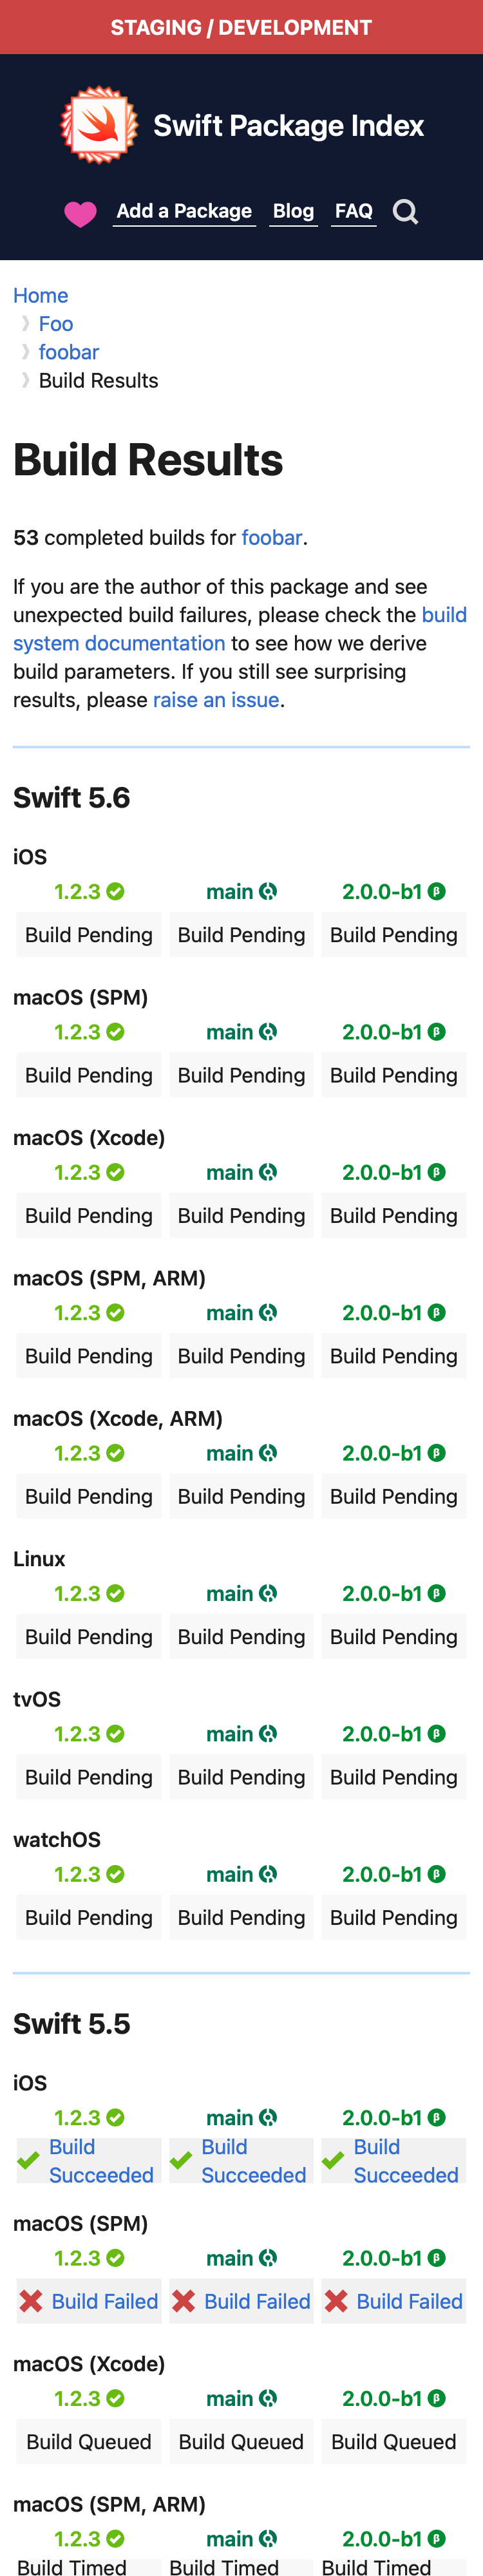 STAGING / DEVELOPMENT
Swift Package Index
Add a Package Blog FAQ
Home
Foo
foobar
Build Results
Build Results
53 completed builds for foobar.
If you are the author of this package and see
unexpected build failures, please check the build
system documentation to see how we derive
build parameters. If you still see surprising
results, please raise an issue.
Swift 5.6
iOS
1.2.3 main 2.0.0-b1 β
Build Pending Build Pending Build Pending
macOS (SPM)
1.2.3 main 2.0.0-b1 β
Build Pending Build Pending Build Pending
macOS (Xcode)
1.2.3 main 2.0.0-b1 β
Build Pending Build Pending Build Pending
macOS (SPM, ARM)
1.2.3 main 2.0.0-b1 β
Build Pending Build Pending Build Pending
macOS (Xcode, ARM)
1.2.3 main 2.0.0-b1 β
Build Pending Build Pending Build Pending
Linux
1.2.3 main 2.0.0-b1 β
Build Pending Build Pending Build Pending
tvOS
1.2.3 main 2.0.0-b1 β
Build Pending Build Pending Build Pending
watchOS
1.2.3 main 2.0.0-b1 β
Build Pending Build Pending Build Pending
Swift 5.5
iOS
1.2.3 main 2.0.0-b1 β
Build Build Build
Succeeded Succeeded Succeeded
macOS (SPM)
1.2.3 main 2.0.0-b1 β
Build Failed Build Failed Build Failed
macOS (Xcode)
1.2.3 main 2.0.0-b1 β
Build Queued Build Queued Build Queued
macOS (SPM, ARM)
1.2.3 main 2.0.0-b1 β
Build Timed Build Timed Build Timed